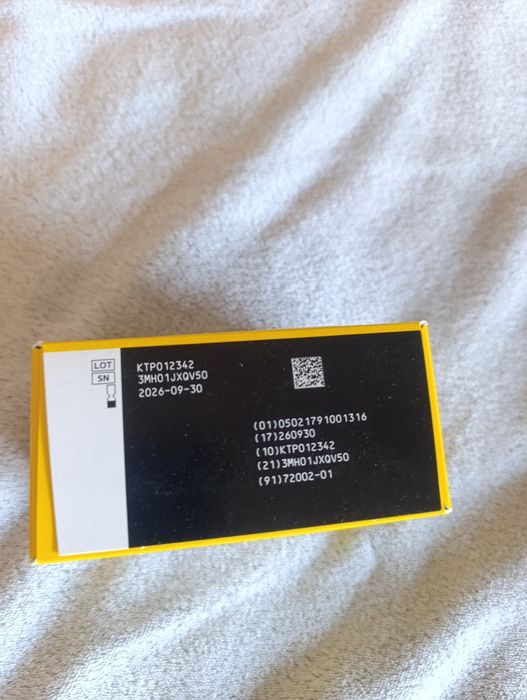 LOT
SN
KTP012342
3MH01JXQV50
2026-09-30
(01)05021791001316
(17)260930
(10)KTP012342
(21)3MH01JXQV50
(91)72002-01